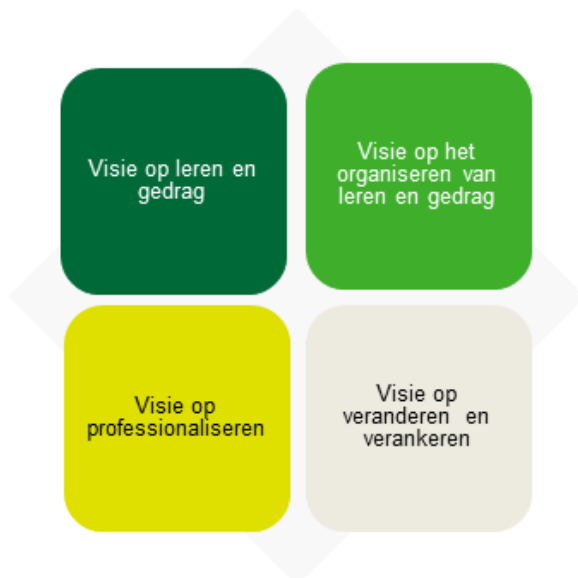 Visie op leren en
gedrag
Visie op het
organiseren van
leren en gedrag
Visie op
professionaliseren
Visie op
veranderen en
verankeren